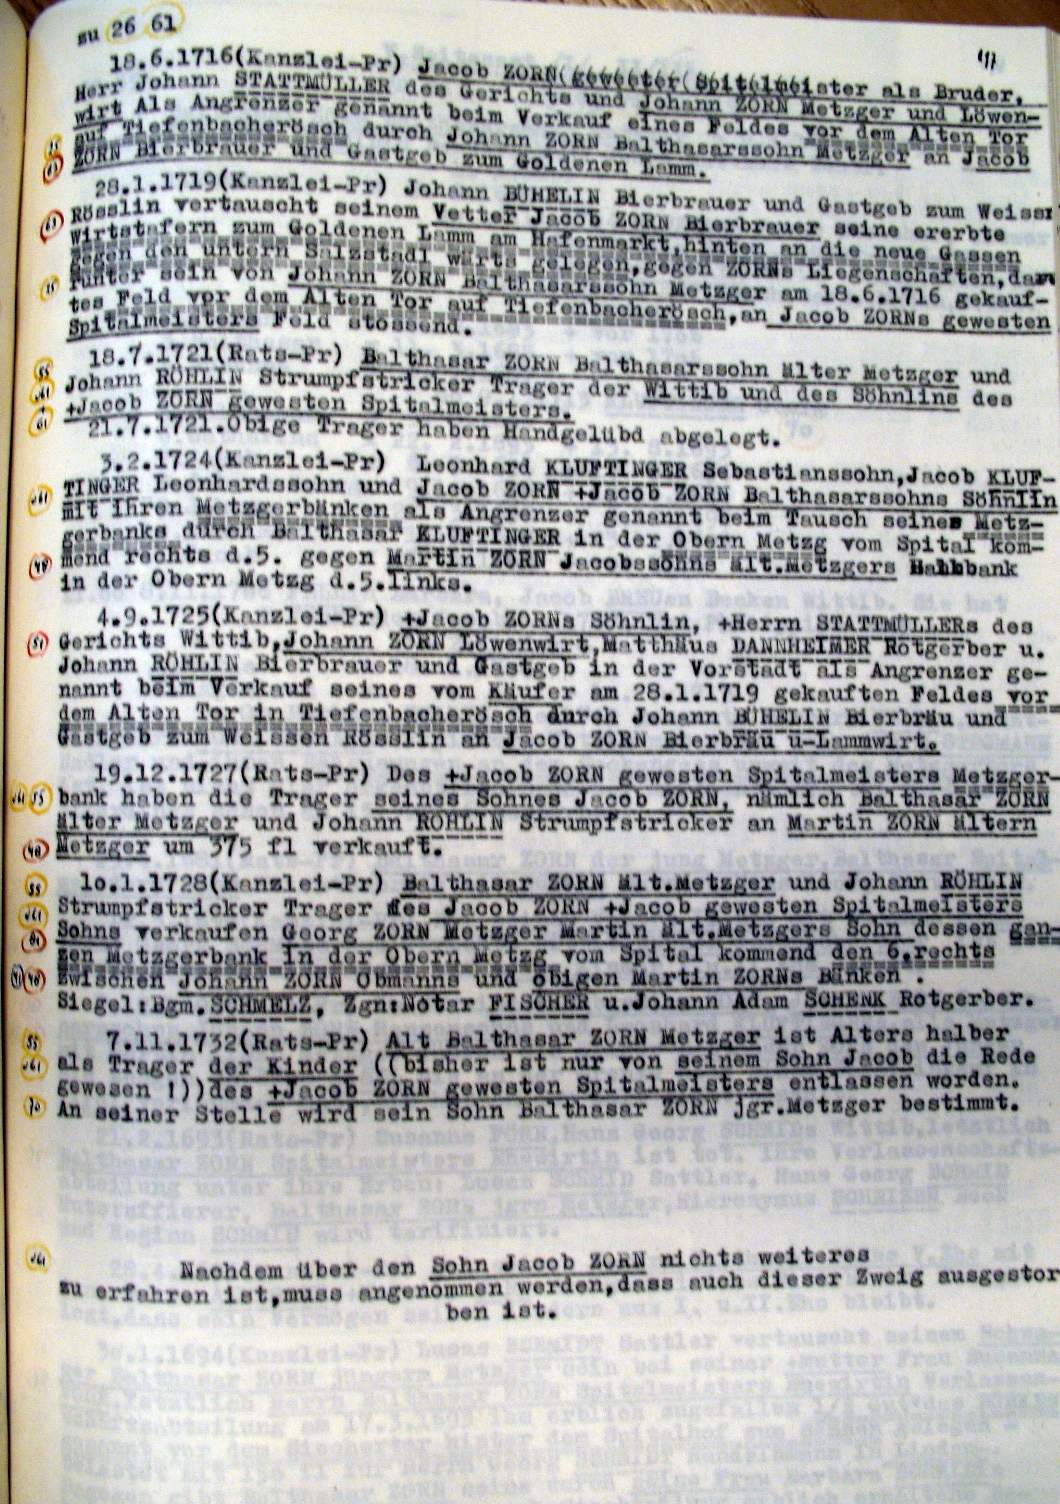 zu 26 61
18.6.1716(Kanzlei-Pr) Jacob ZORN(gewester(Spitelmeister als Bruder,
Herr Johann STATTMÜLLER des Gerichts und Johann ZORN Metzger und Löwen-
wirt Als Angrenzer genannt beim Verkauf eines Feldes vor dem Alten Tor
auf Tiefenbacherösch durch Johann ZORN Balthasarssohn Metzger an Jacob
ZORN Bierbrauer und Gastgeb zum Goldenen Lamm.
28.1.1719(Kanzlei-Pr) Johann BÜHELIN Bierbrauer und Gastgeb zum Weissen
Rösslin vertauscht seinem Vetter Jacob ZORN Bierbrauer seine ererbte
wirtstafern zum Goldenen Lamm am Hafenmarkt,hinten an die neue Gassen
gegen den untern Salzstadl wärts gelegen,gegen ZORNs Liegenschaften,dar
runter sein von Johann ZORN Balthasarssohn Metzger am 18.6.1716 gekauf-
tes Feld vor dem Alten Tor auf Tiefenbacherösch,an Jacob ZORNs gewesten
Spitalmeisters Feld stossend.
18.7.1721(Rats-Pr) Balthasar ZORN Balthasarssohn älter Metzger und
Johann RÖHLIN Strumpfstricker Trager der Wittib und des Söhnlins des
+Jacob ZORN gewesten Spitalmeisters.
21.7.1721.Obige Trager haben Handgelübd abgelegt.
3.2.1724(Kanzlei-Pr) Leonhard KLUFTINGER Sebastianssohn,Jacob KLUF-
TINGER Leonhardssohn und Jacob ZORN +Jacob ZORN Balthasarssohns Söhnlin
mit Ihren Metzgerbänken als Angrenzer genannt beim Tausch seines Metz-
gerbanks durch Balthasar KLUFTINGER in der Obern Metzg vom Spital kom-
mend rechts d.5. gegen Martin ZORN Jacobssohns ält.Metzgers bank
in der Obern Metzg d.5.links.
4.9.1725(Kanzlei-Pr) +Jacob ZORNs Söhnlin, +Herrn STATTMÜLLERs des
Gerichts Wittib,Johann ZORN Löwenwirt,Matthäus DANNHEIMER Rotgerber u.
Johann RÖHLIN Bierbrauer und Gastgeb in der Vorstadt als Angrenzer ge-
nannt beim Verkauf seines vom Käufer am 28.1.1719 gekauften Feldes vor
dem Alten Tor in Tiefenbacherösch durch Johann BÜHELIN Bierbräu und
Gastgeb zum Weissen Rösslin an Jacob ZORN Bierbräu u-Lammwirt.
19.12.1727(Rats-Pr) Des +Jacob ZORN gewesten Spitalmeisters Metzger-
bank haben die Trager seines Sohnes Jacob ZORN, nämlich Balthasar ZORN
älter Metzger und Johann RÖHLIN Strumpfstricker an Martin ZORN ältern
Metzger um 375 fl verkauft.
10.1.1728(Kanzlei-Pr) Balthasar ZORN ält.Metzger und Johann RÖHLIN
Strumpfstricker Trager des Jacob ZORN +Jacob gewesten Spitalmeisters
Sohns verkaufen Georg ZORN Metzger Martin ält.Metzgers Sohn dessen gan-
zen Metzgerbank in der Obern Metzg vom Spital kommend den 6.rechts
zwischen Johann ZORN Obmanns und obigen Martin ZORNs Bänken .
Siegel:Bgm.SCHMELZ, Zgn:Notar FISCHER u.Johann Adam SCHENK Rotgerber.
7.11.1732(Rats-Pr) Alt Balthasar ZORN Metzger ist Alters halber
als Trager der Kinder ((bisher ist nur von seinem Sohn Jacob die Rede
gewesen !))des +Jacob ZORN gewesten Spitalmeisters entlassen worden.
An seiner Stelle wird sein Sohn Balthasar ZORN jgr.Metzger bestimmt.
Nachdem über den Sohn Jacob ZORN nichts weiteres
zu erfahren ist,muss angenommen werden,dass auch dieser Zweig ausgestor
ben ist.